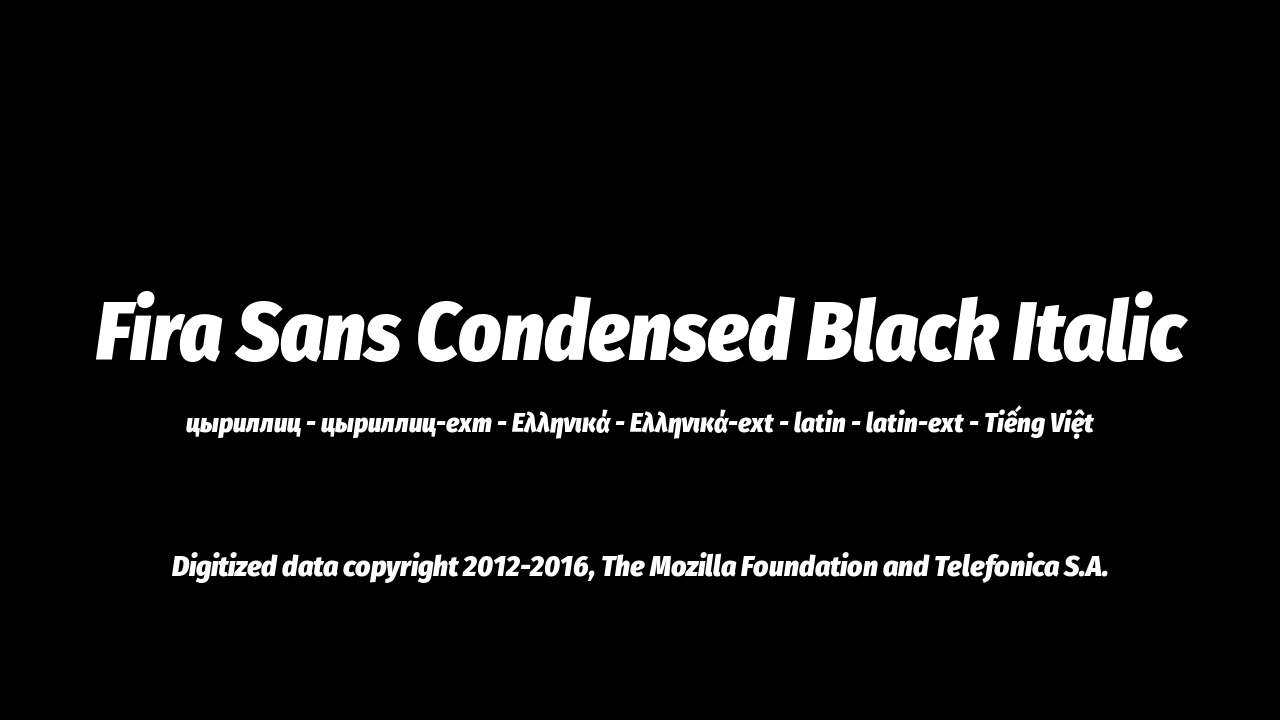 Fira Sans Condensed Black Italic
цыриллиц - цыриллиц-ехт - Ελληνικά - Ελληνικά-ext - latin - latin-ext - Tiếng Việt
Digitized data copyright 2012-2016, The Mozilla Foundation and Telefonica S.A.